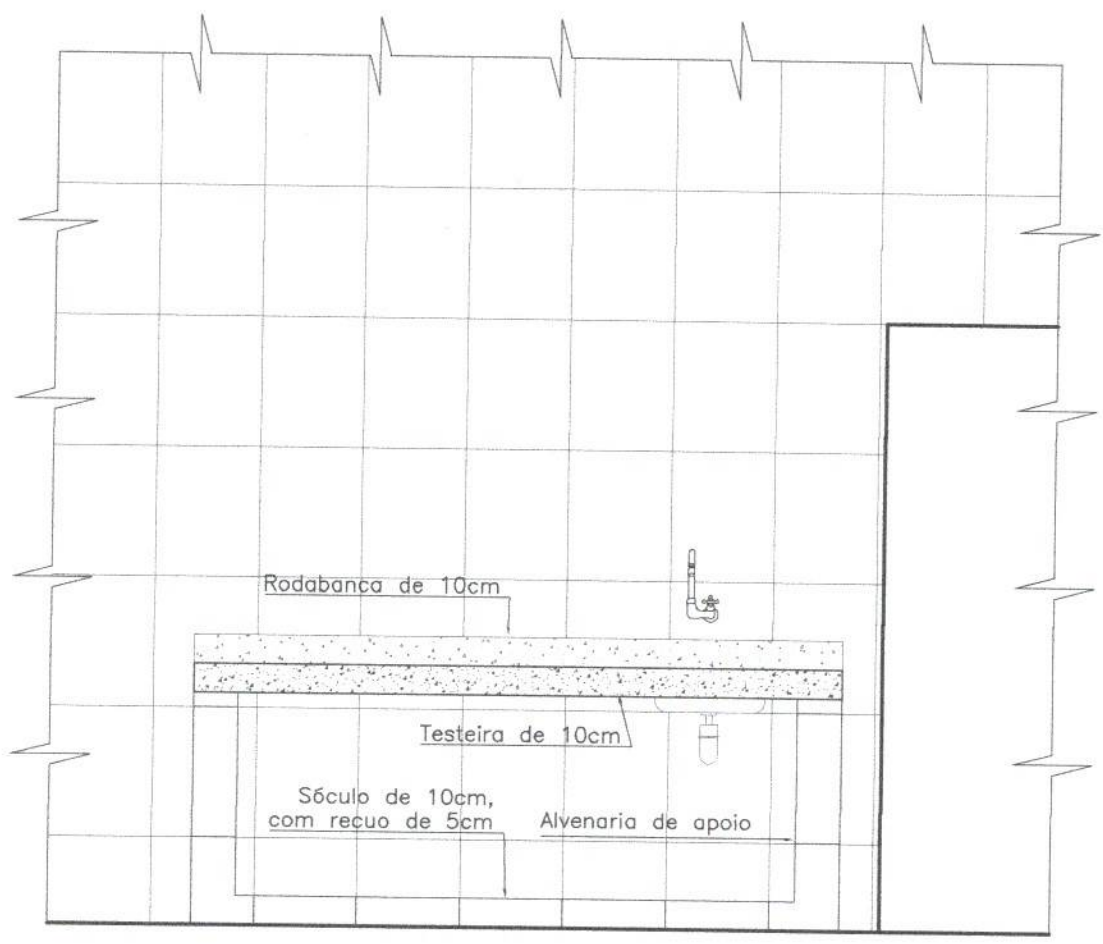 Rodabanca de 10cm
Testeira de 10cm
Sóculo de 10cm,
com recuo de 5cm
Alvenaria de apoio